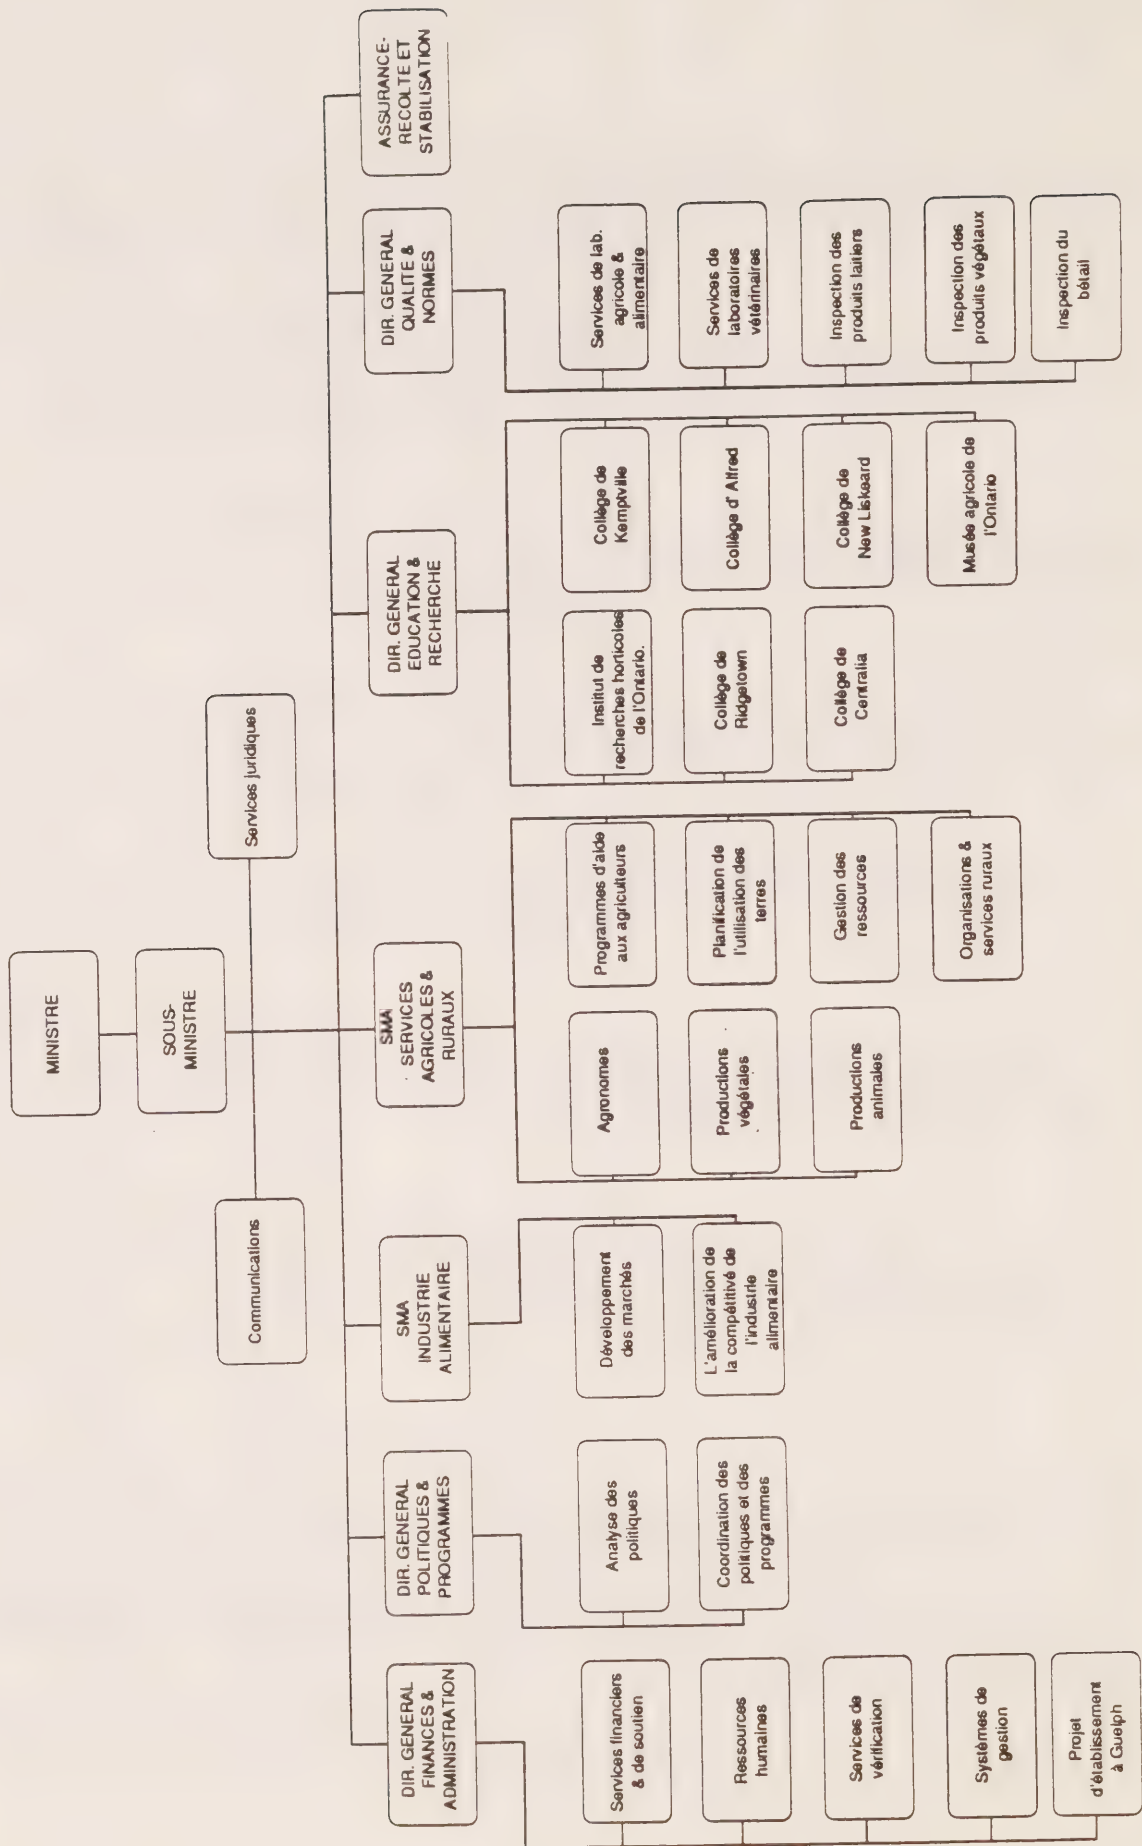 MINISTRE
SOUS-
MINISTRE
Communications
Services juridiques
DIR. GENERAL
FINANCES &
ADMINISTRATION
Services financiers
& de soutien
Ressources
humaines
Services de
vérification
Systèmes de
gestion
Projet
d'établissement
à Guelph
DIR. GENERAL
POLITIQUES &
PROGRAMMES
Analyse des
politiques
Coordination des
politiques et des
programmes
SMA
INDUSTRIE
ALIMENTAIRE
Développement
des marchés
L'amélioration de
la compétitivé de
l'industrie
alimentaire
SMA
SERVICES
AGRICOLES &
RURAUX
Agronomes
Productions
végétales
Productions
animales
Programmes d'aide
aux agriculteurs
Planification de
l'utilisation des
terres
Gestion des
ressources
Organisations &
services ruraux
DIR. GENERAL
EDUCATION &
RECHERCHE
Institut de
recherches horticoles
de l'Ontario.
Collège de
Ridgetown
Collège de
Centralia
Collège de
Kemptville
Collège d' Alfred
Collège de
New Liskeard
Musée agricole de
l'Ontario
DIR. GENERAL
QUALITE &
NORMES
Services de lab.
agricole &
alimentaire
Services de
laboratoires
vétérinaires
Inspection des
produits laitiers
Inspection des
produits végétaux
Inspection du
bétail
ASSURANCE-
RECOLTE ET
STABILISATION